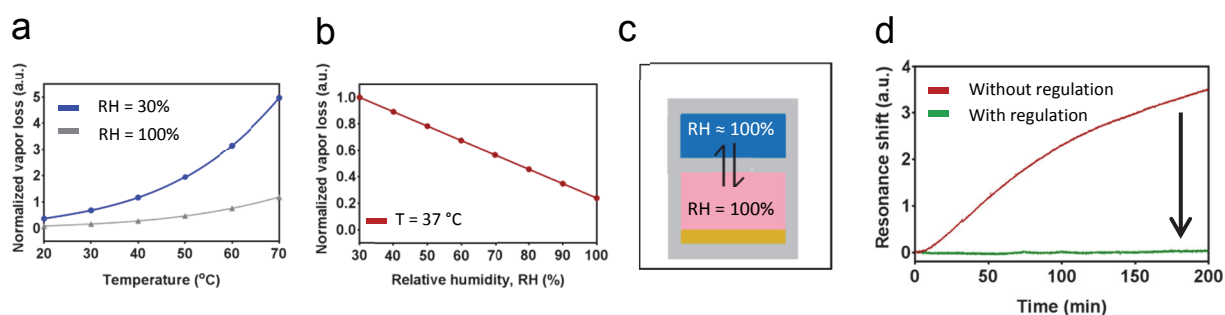 a
Normalized vapor loss (a.u.)
5
4
3
2
1
0
RH = 30%
RH = 100%
20 30 40 50 60 70
Temperature (°C)
b
Normalized vapor loss (a.u.)
1.0
0.8
0.6
0.4
0.2
0.0
T = 37 °C
30 40 50 60 70 80 90 100
Relative humidity, RH (%)
c
RH ≈ 100%
RH = 100%
d
Resonance shift (a.u.)
4
3
2
1
0
Without regulation
With regulation
0 50 100 150 200
Time (min)